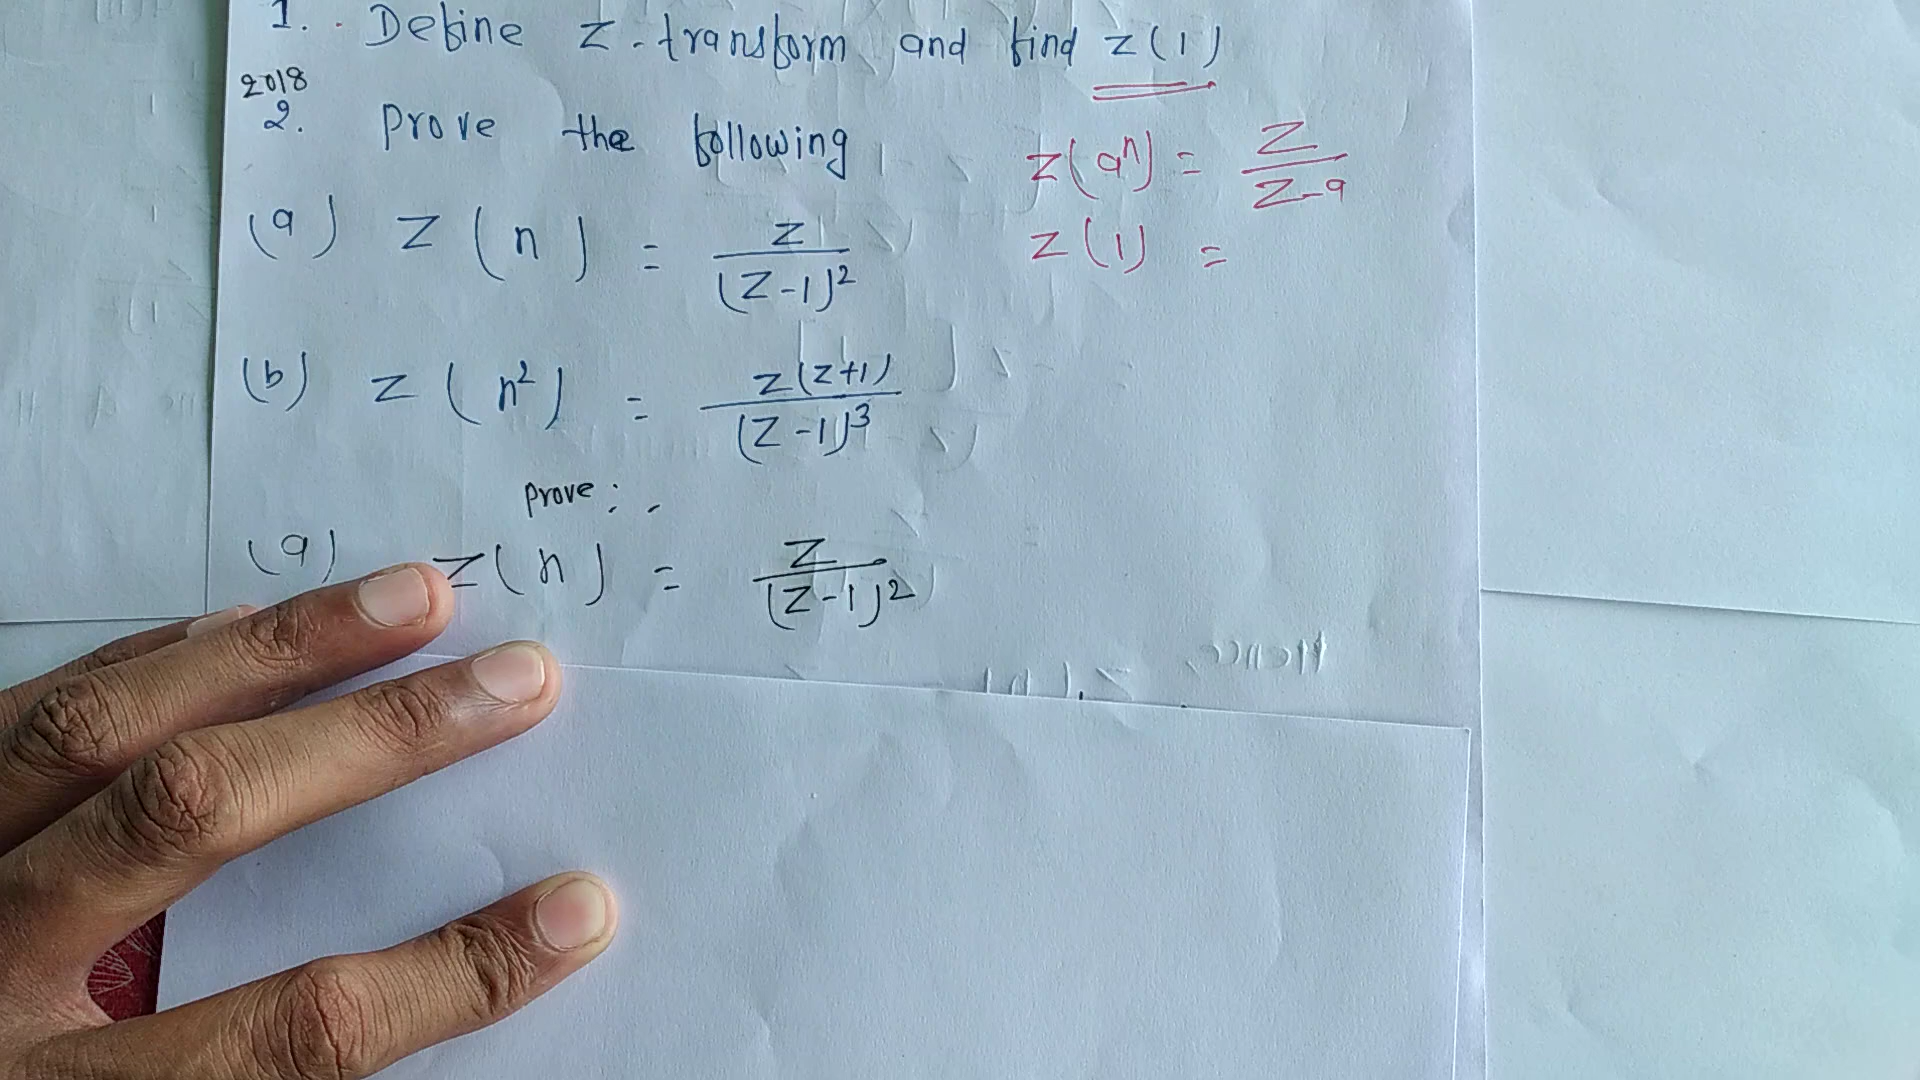 1. Define Z-transform and find Z(1)
2018
2. Prove the following
Z(aⁿ) = Z/(Z-a)
(a) Z(n) = Z/(Z-1)²
Z(1) =
(b) Z(n²) = Z(Z+1)/(Z-1)³
Prove :-
(a) Z(n) = Z/(Z-1)²